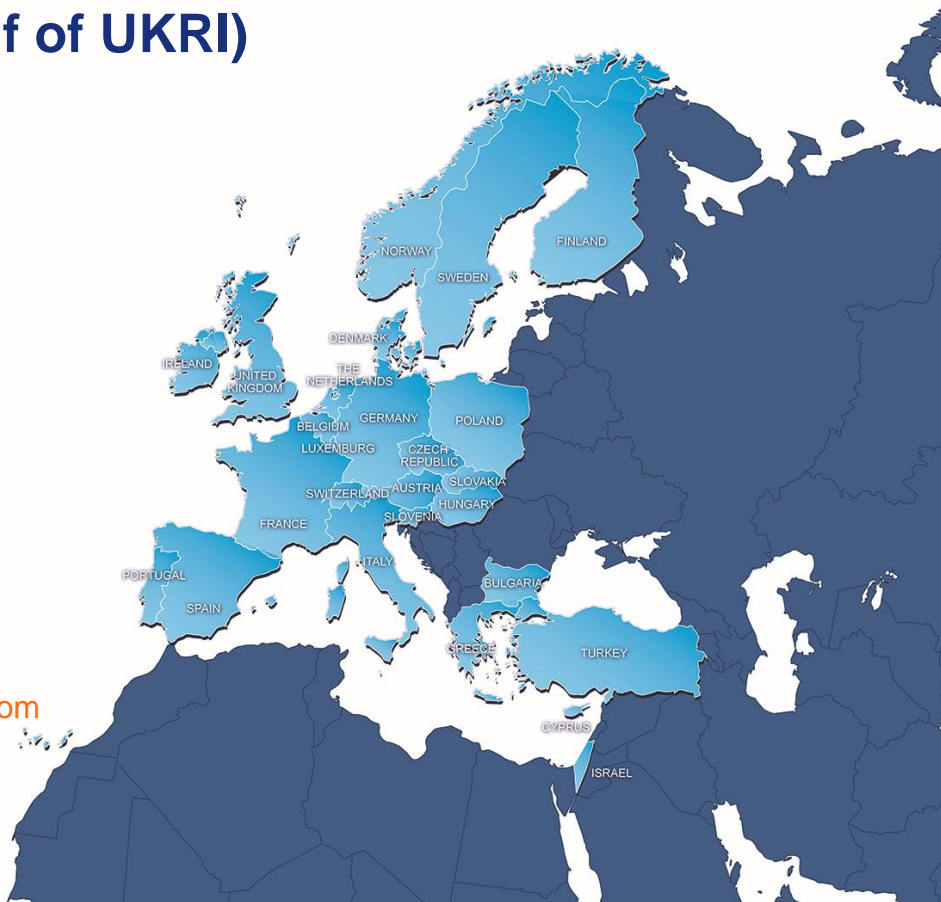 f of UKRI)
NORWAY
FINLAND
SWEDEN
DENMARK
IRELAND
THE
NETHERLANDS
UNITED
KINGDOM
GERMANY
POLAND
BELGIUM
LUXEMBURG
CZECH
REPUBLIC
SLOVAKIA
SWITZERLAND
AUSTRIA
HUNGARY
SLOVENIA
FRANCE
ITALY
PORTUGAL
BULGARIA
SPAIN
GREECE
TURKEY
om
CYPRUS
ISRAEL